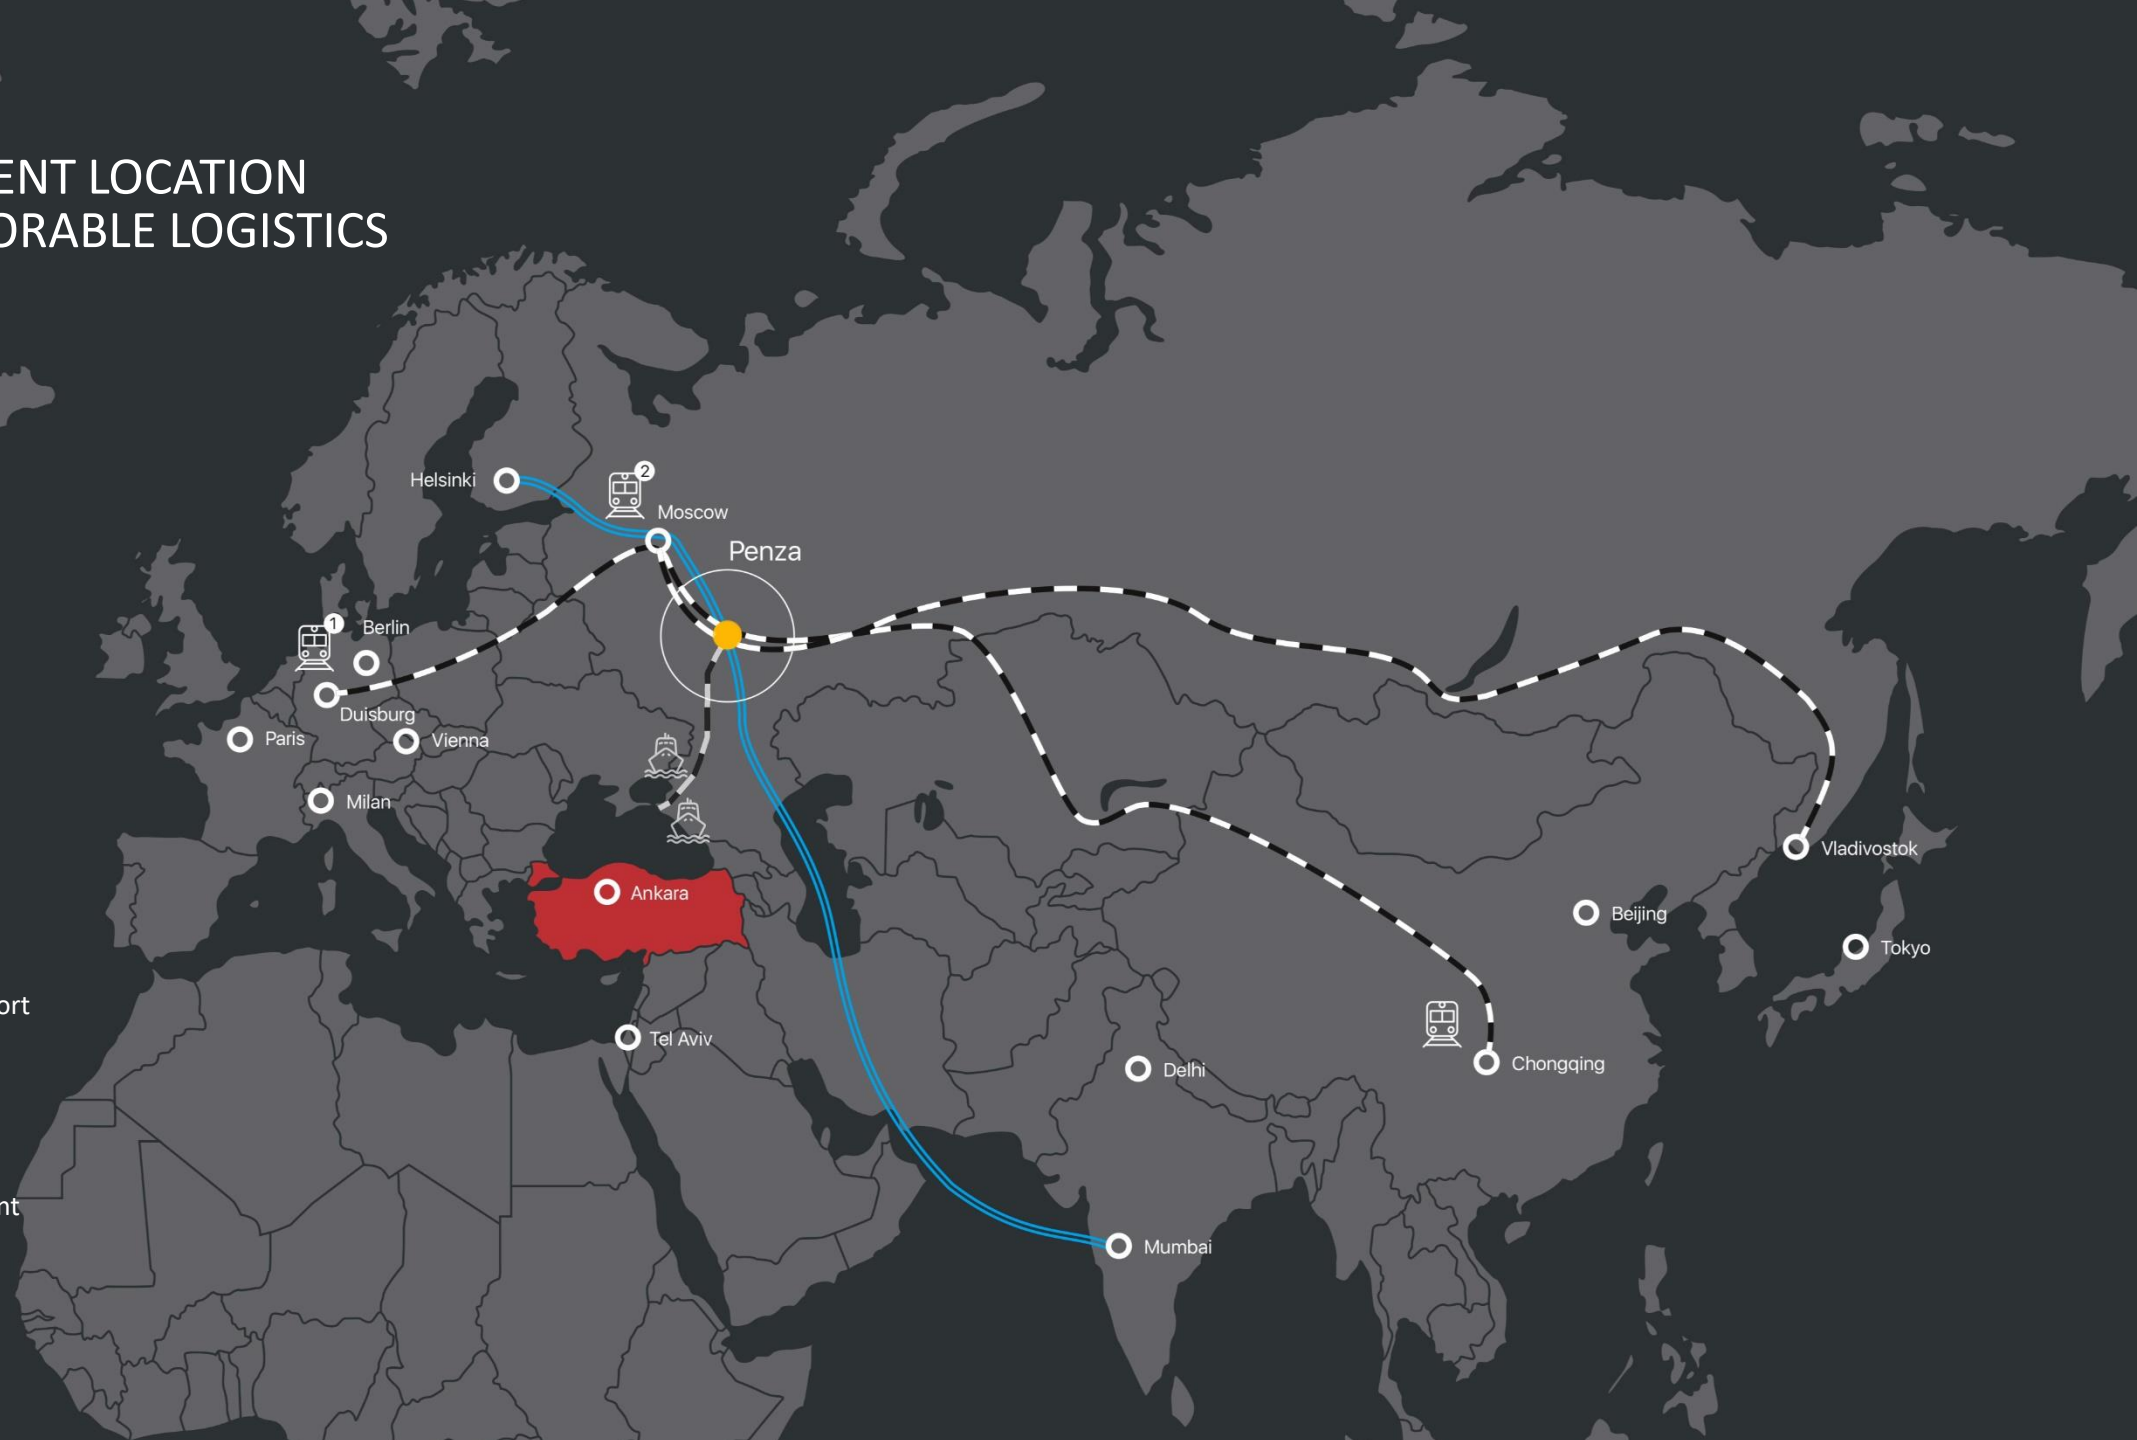 ENT LOCATION
ORABLE LOGISTICS
Helsinki
2
Moscow
Penza
1
Berlin
Duisburg
Paris
Vienna
Milan
Vladivostok
Ankara
Beijing
Tokyo
ort
Tel Aviv
Delhi
Chongqing
nt
Mumbai